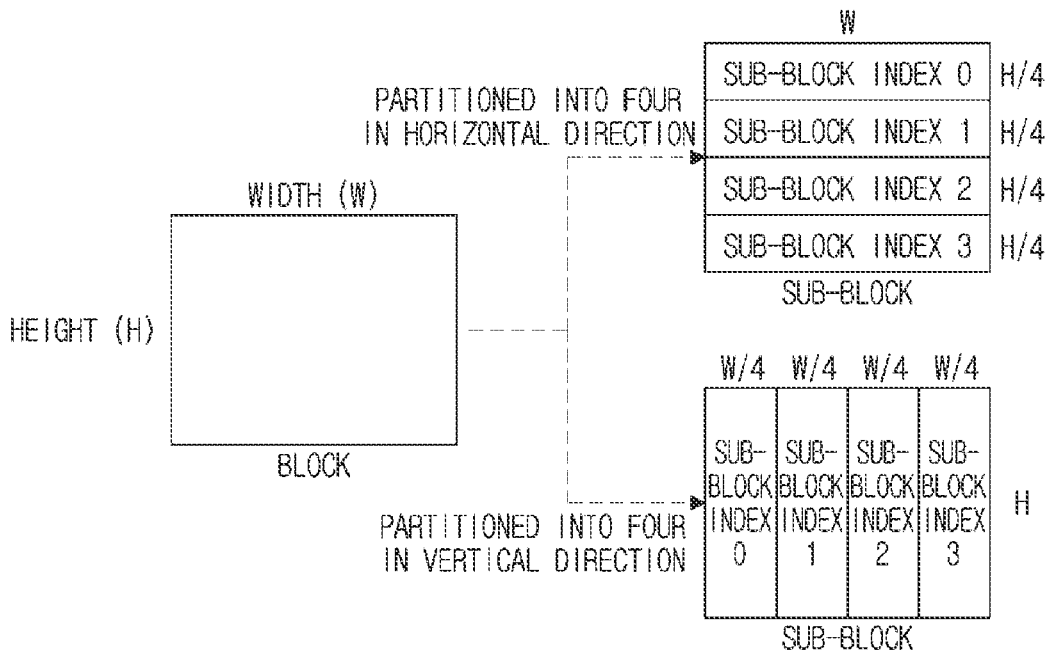 W
SUB-BLOCK INDEX 0 H/4
PARTITIONED INTO FOUR
IN HORIZONTAL DIRECTION
SUB-BLOCK INDEX 1 H/4
SUB-BLOCK INDEX 2 H/4
SUB-BLOCK INDEX 3 H/4
SUB-BLOCK
WIDTH (W)
HEIGHT (H)
BLOCK
W/4 W/4 W/4 W/4
SUB- SUB- SUB- SUB-
BLOCK BLOCK BLOCK BLOCK
INDEX INDEX INDEX INDEX
0 1 2 3
H
PARTITIONED INTO FOUR
IN VERTICAL DIRECTION
SUB-BLOCK